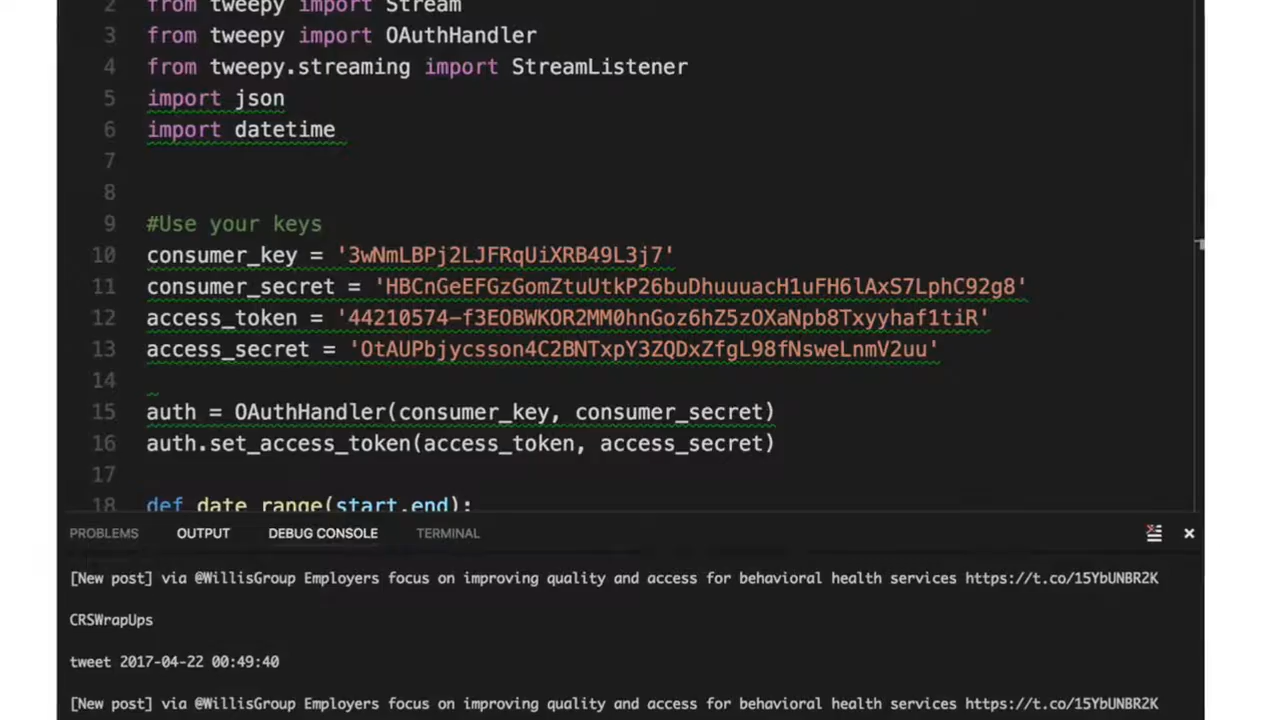 2 from tweepy import Stream
3 from tweepy import OAuthHandler
4 from tweepy.streaming import StreamListener
5 import json
6 import datetime
7
8
9 #Use your keys
10 consumer_key = '3wNmLBPj2LJFRqUiXRB49L3j7'
11 consumer_secret = 'HBCnGeEFGzGomZtuUtkP26buDhuuuacH1uFH6lAxS7LphC92g8'
12 access_token = '44210574-f3EOBWKOR2MM0hnGoz6hZ5zOXaNpb8Txyyhaf1tiR'
13 access_secret = 'OtAUPbjycsson4C2BNTxpY3ZQDxZfgL98fNsweLnmV2uu'
14
15 auth = OAuthHandler(consumer_key, consumer_secret)
16 auth.set_access_token(access_token, access_secret)
17
18 def date_range(start,end):
PROBLEMS OUTPUT DEBUG CONSOLE TERMINAL
[New post] via @WillisGroup Employers focus on improving quality and access for behavioral health services https://t.co/15YbUNBR2K
CRSWrapUps
tweet 2017-04-22 00:49:40
[New post] via @WillisGroup Employers focus on improving quality and access for behavioral health services https://t.co/15YbUNBR2K